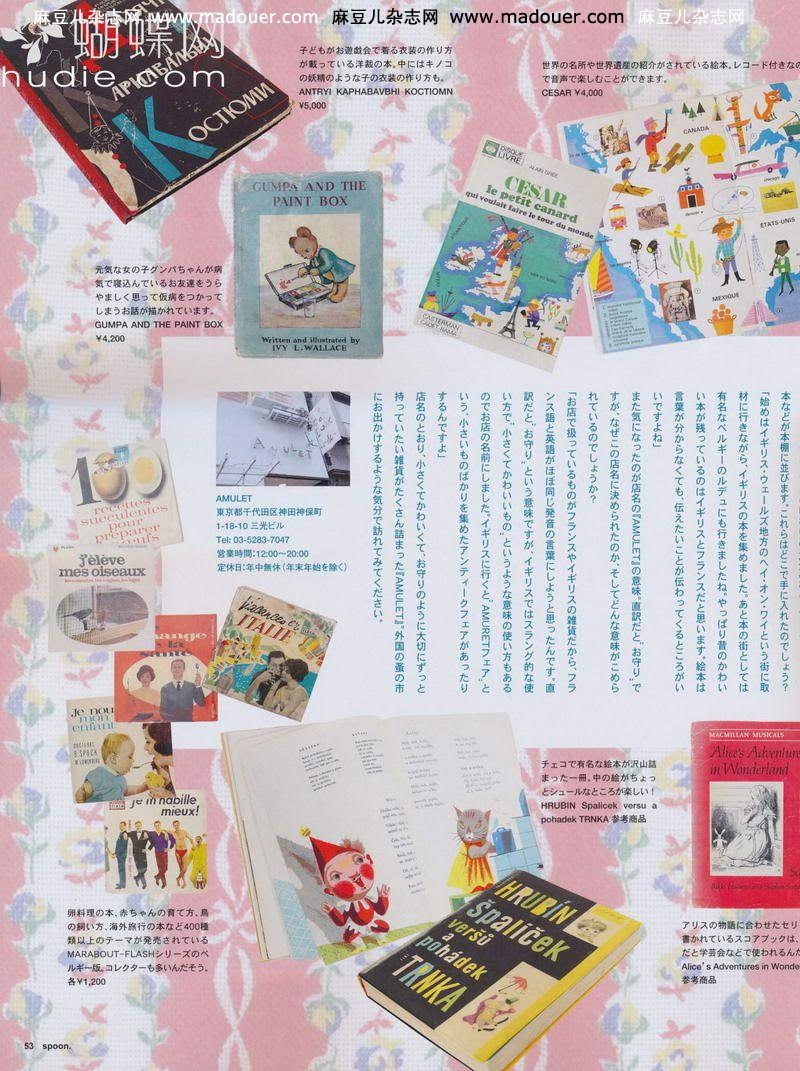 麻豆儿杂志网 www.madouer.com 麻豆儿杂志网 www.madouer.com 麻豆儿杂志网
蝴蝶网
hudie.com
КАРНАВАЛЬНІ
КОСТЮМИ
子どもがお遊戯会で着る衣装の作り方
が載っている洋裁の本。中にはキノコ
の妖精のような子の衣装の作り方も。
ANTRYI KAPHABAVBHI KOCTIOMN
¥5,000
世界の名所や世界遺産の紹介がされている絵本。レコード付きなの
で音声で楽しむことができます。
CESAR ¥4,000
GUMPA AND THE
PAINT BOX
Written and illustrated by
IVY L. WALLACE
元気な女の子グンパちゃんが病
気で寝込んでいるお友達をうら
やましく思って仮病をつかって
しまうお話が描かれています。
GUMPA AND THE PAINT BOX
¥4,200
DISQUE
LIVRE
ALAIN GREE
CESAR
le petit canard
qui voulait faire le tour du monde
CASTERMAN
CADET-RAMA
CANADA
ETATS-UNIS
MEXIQUE
本などが本棚に並びます。これらはどこで手に入れたのでしょう?
「始めはイギリス・ウェールズ地方のヘイ・オン・ワイという街に取
材に行きながら、イギリスの本を集めました。あと本の街としては
有名なベルギーのルデュにも行きましたね。やっぱり昔のかわい
い本が残っているのはイギリスとフランスだと思います。絵本は
言葉が分からなくても、伝えたいことが伝わってくるところがい
いですよね」
また気になったのが店名の『AMULET』の意味。直訳だと、“お守り”で
すが、なぜこの店名に決められたのか、そしてどんな意味がこめら
れているのでしょうか?
「お店で扱っているものがフランスやイギリスの雑貨だから、フラ
ンス語と英語がほぼ同じ発音の言葉にしようと思ったんです。直
訳だと、“お守り”という意味ですが、イギリスではスラング的な使
い方で、“小さくてかわいいもの”、というような意味の使い方もある
のでお店の名前にしました。イギリスに行くと、“AMURETフェア”と
いう、小さいものばかりを集めたアンティークフェアがあったり
するんですよ」
店名のとおり、小さくてかわいくて、お守りのように大切にずっと
持っていたい雑貨がたくさん詰まった『AMULET』。外国の蚤の市
にお出かけするような気分で訪れてみてください。
Amulet
AMULET
東京都千代田区神田神保町
1-18-10 三光ビル
Tel: 03-5283-7047
営業時間:12:00〜20:00
定休日:年中無休(年末年始を除く)
100
recettes
succulentes
pour
préparer
j'élève
mes oiseaux
santé
Vacances en
ITALIE
je nou
mon
enfant
DOCTEURS
B SPOCK
je m'habille
mieux!
卵料理の本、赤ちゃんの育て方、鳥
の飼い方、海外旅行の本など400種
類以上のテーマが発売されている
MARABOUT-FLASHシリーズのベ
ルギー版。コレクターも多いんだそう。
各¥1,200
チェコで有名な絵本が沢山詰
まった一冊。中の絵がちょっ
とシュールなところが楽しい!
HRUBIN Spalicek versu a
pohadek TRNKA 参考商品
HRUBÍN
Špalíček
veršů
a
pohádek
TRNKA
MACMILLAN MUSICALS
Alice's Adventur
in Wonderland
アリスの物語に合わせたセリ
書かれているスコアブックは、
だと学芸会などで使われるんだ
Alice's Adventures in Wonde
参考商品
53 spoon.